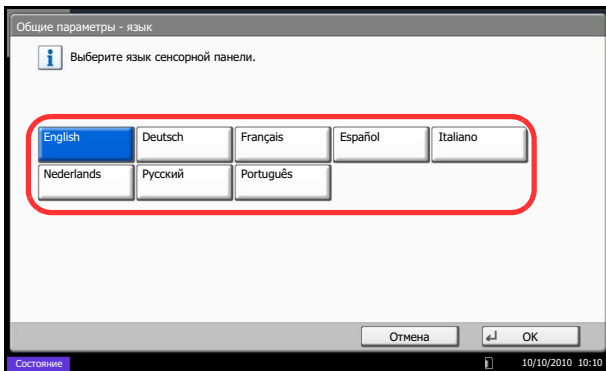 Общие параметры - язык
Выберите язык сенсорной панели.
English Deutsch Français Español Italiano
Nederlands Русский Português
Отмена OK
Состояние 10/10/2010 10:10